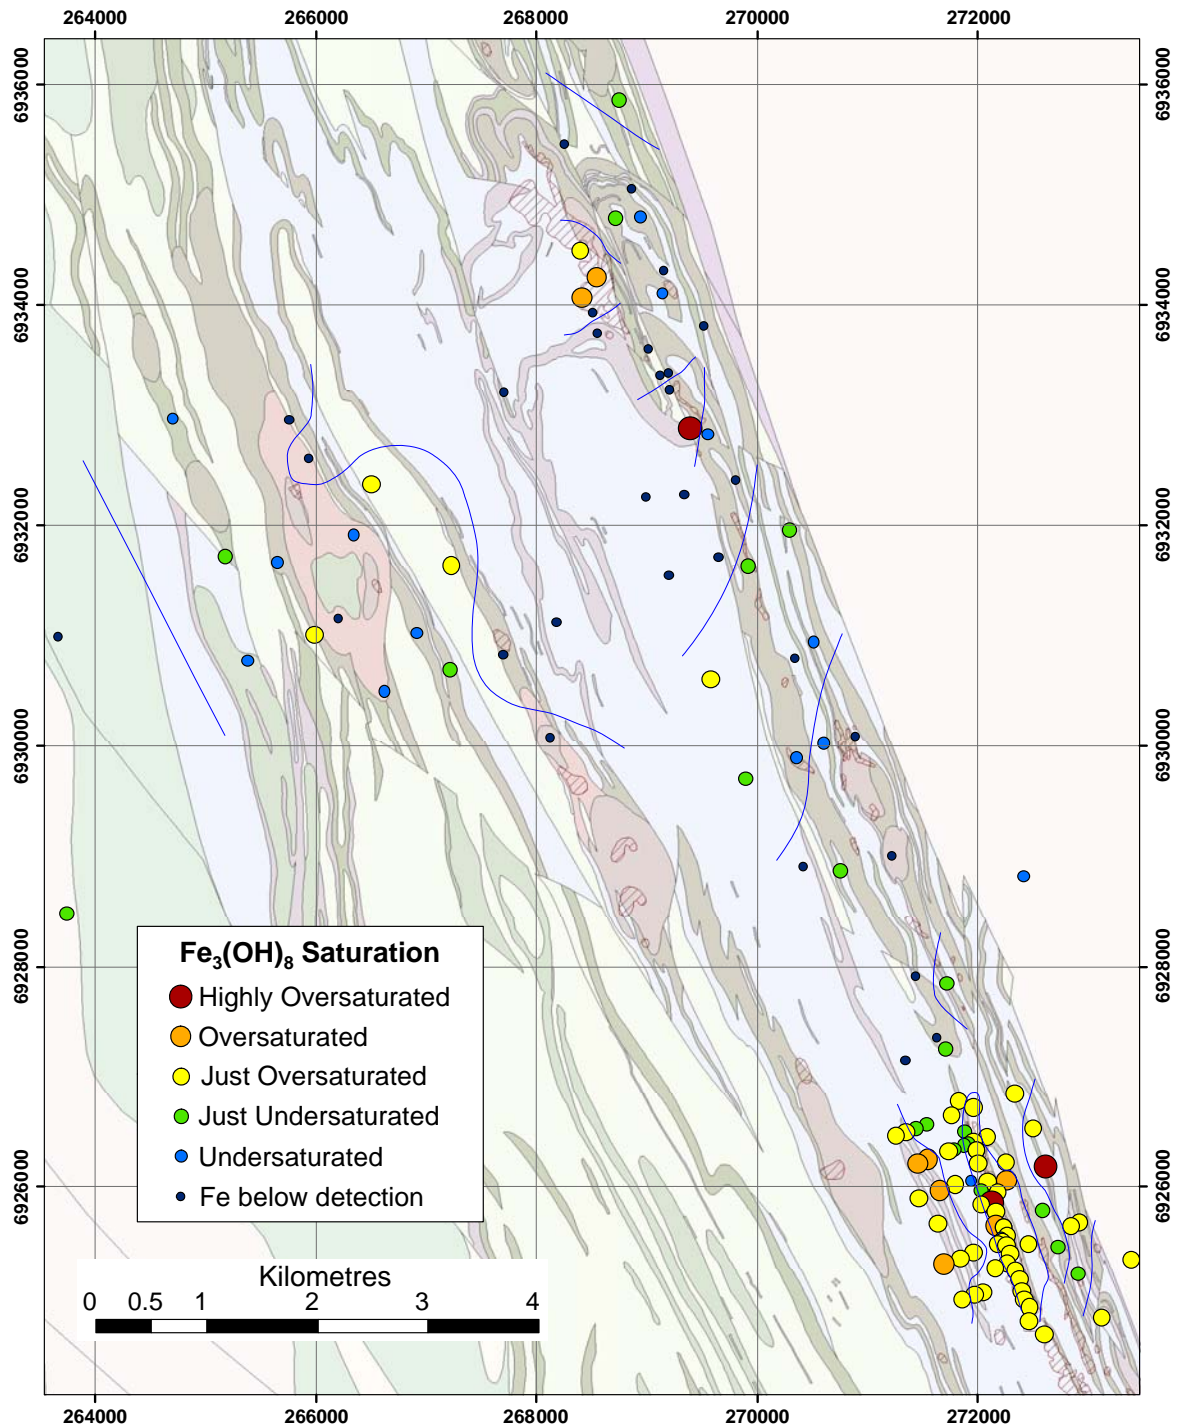 264000 266000 268000 270000 272000
6936000 6936000
6934000 6934000
6932000 6932000
6930000 6930000
6928000 6928000
Fe₃(OH)₈ Saturation
Highly Oversaturated
Oversaturated
Just Oversaturated
Just Undersaturated
Undersaturated
Fe below detection
6926000 6926000
Kilometres
0 0.5 1 2 3 4
264000 266000 268000 270000 272000